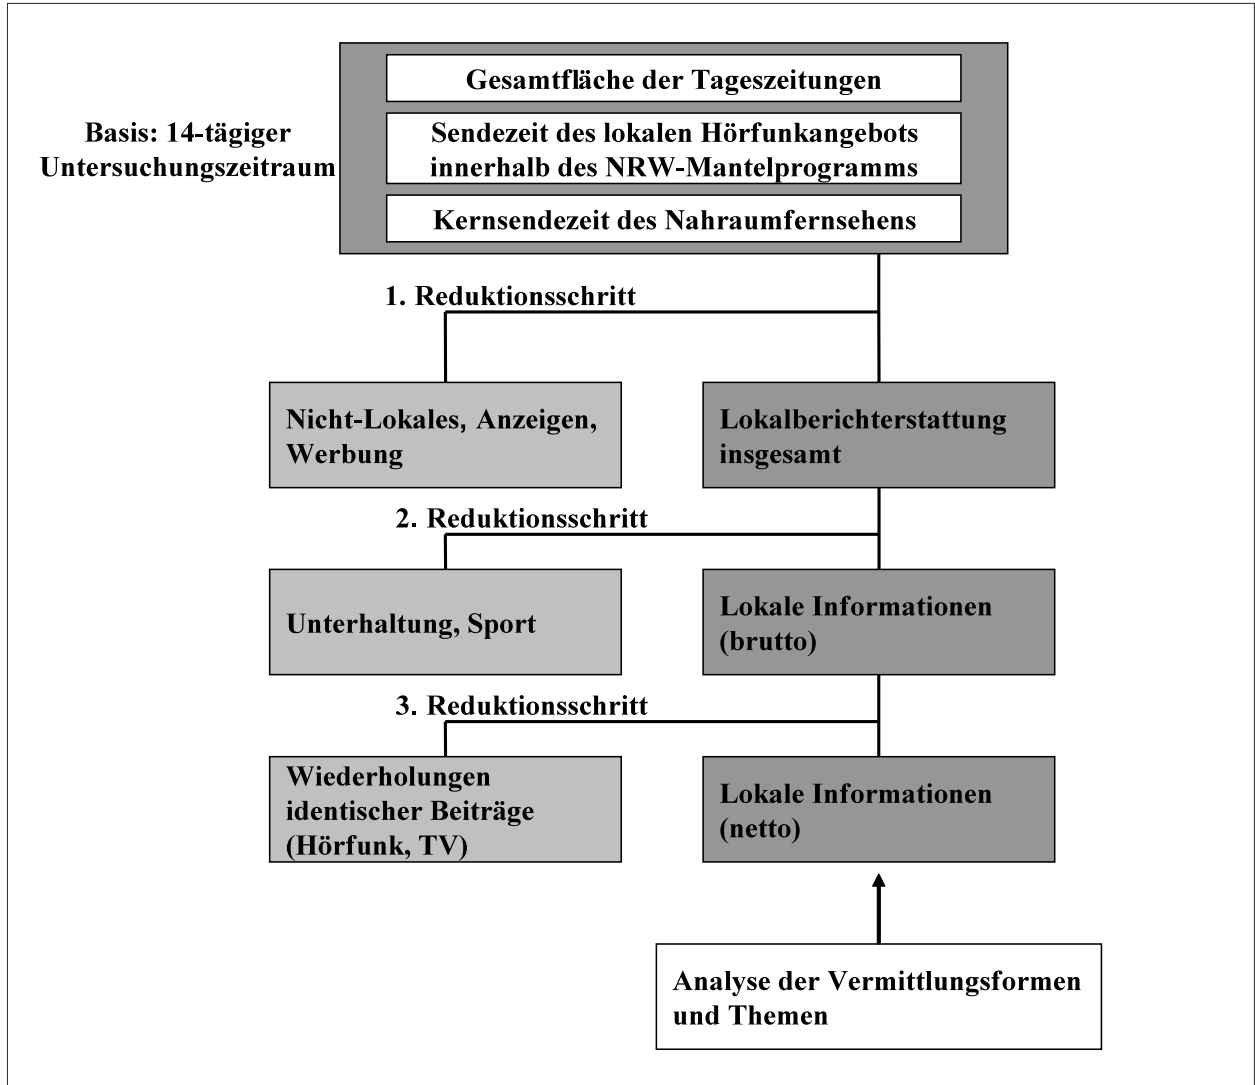 Gesamtfläche der Tageszeitungen
Basis: 14-tägiger
Untersuchungszeitraum
Sendezeit des lokalen Hörfunkangebots
innerhalb des NRW-Mantelprogramms
Kernsendezeit des Nahraumfernsehens
1. Reduktionsschritt
Nicht-Lokales, Anzeigen,
Werbung
Lokalberichterstattung
insgesamt
2. Reduktionsschritt
Unterhaltung, Sport
Lokale Informationen
(brutto)
3. Reduktionsschritt
Wiederholungen
identischer Beiträge
(Hörfunk, TV)
Lokale Informationen
(netto)
Analyse der Vermittlungsformen
und Themen